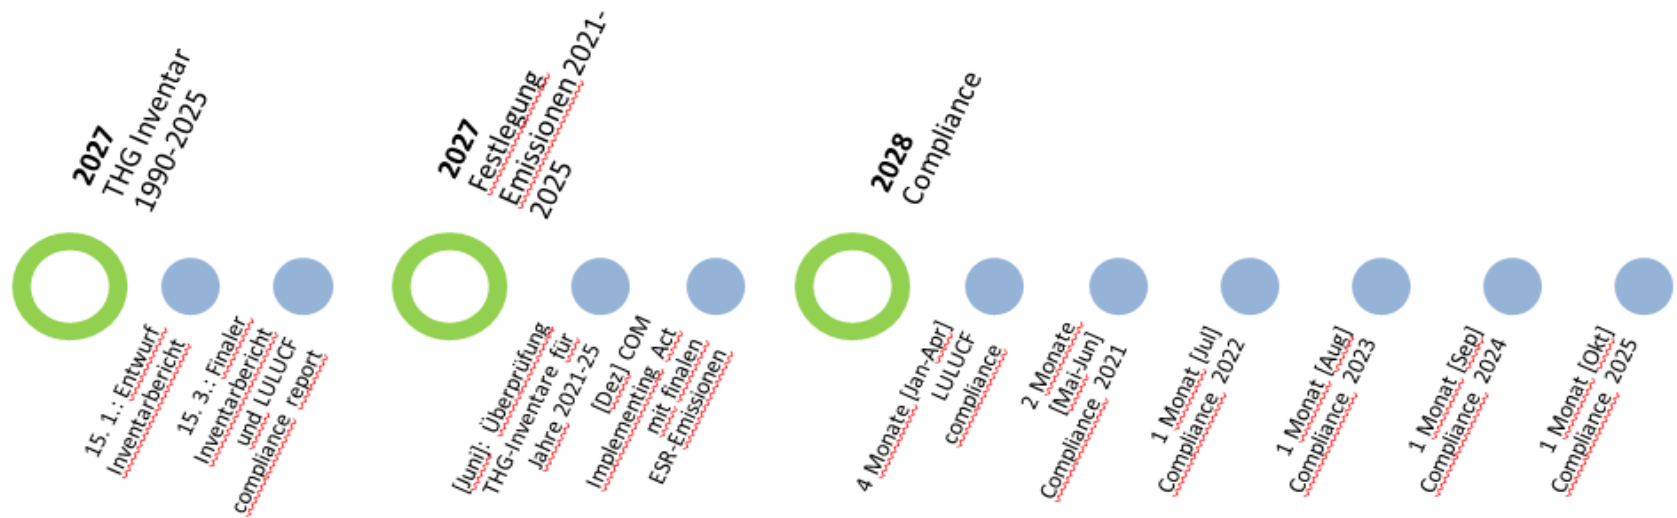 2027
THG Inventar
1990-2025
15. 1.: Entwurf
Inventarbericht
15. 3.: Finaler
Inventarbericht
und LULUCF
compliance report
2027
Festlegung
Emissionen 2021-
2025
[Juni]: Überprüfung
THG-Inventare für
Jahre 2021-25
[Dez] COM
Implementing Act
mit finalen
ESR-Emissionen
2028
Compliance
4 Monate [Jan-Apr]
LULUCF
compliance
2 Monate
[Mai-Jun]
Compliance 2021
1 Monat [Jul]
Compliance 2022
1 Monat [Aug]
Compliance 2023
1 Monat [Sep]
Compliance 2024
1 Monat [Okt]
Compliance 2025